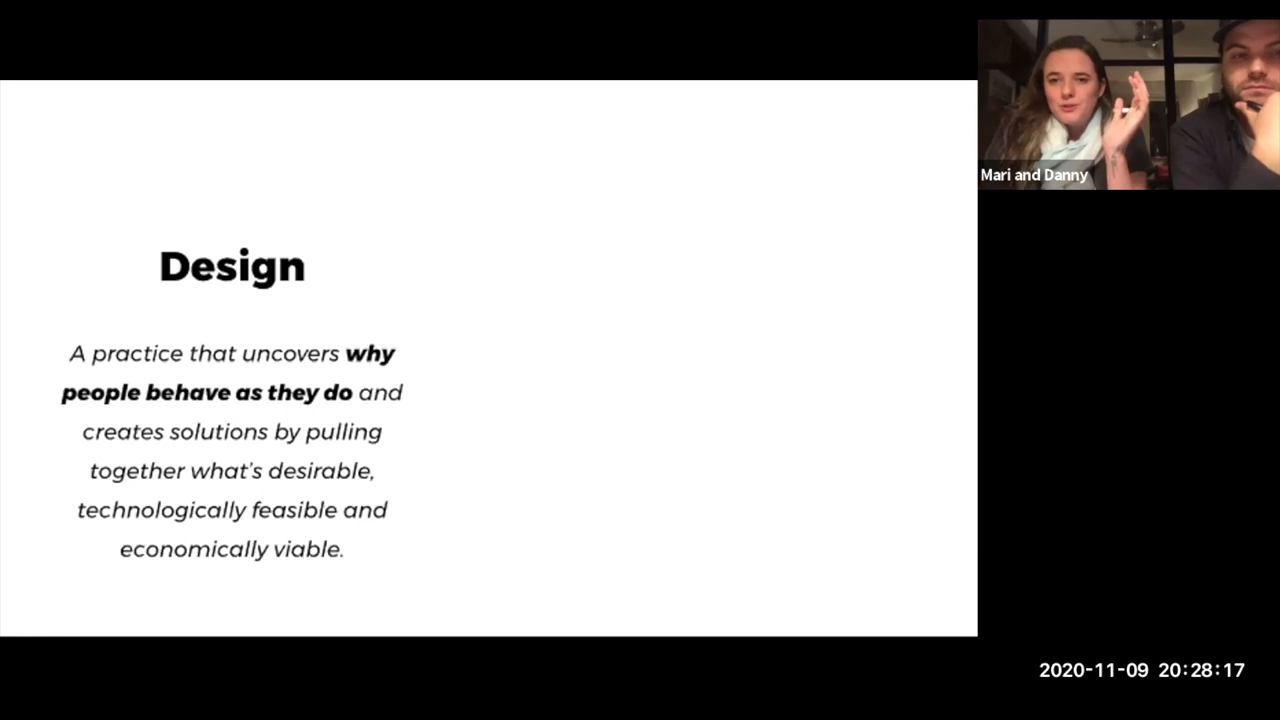 Design
A practice that uncovers why
people behave as they do and
creates solutions by pulling
together what's desirable,
technologically feasible and
economically viable.
Mari and Danny
2020-11-09 20:28:17